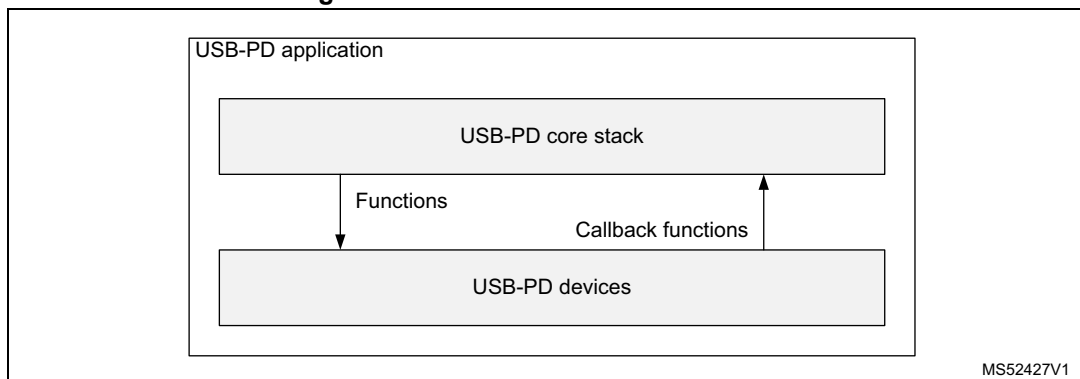 USB-PD application
USB-PD core stack
Functions
Callback functions
USB-PD devices
MS52427V1